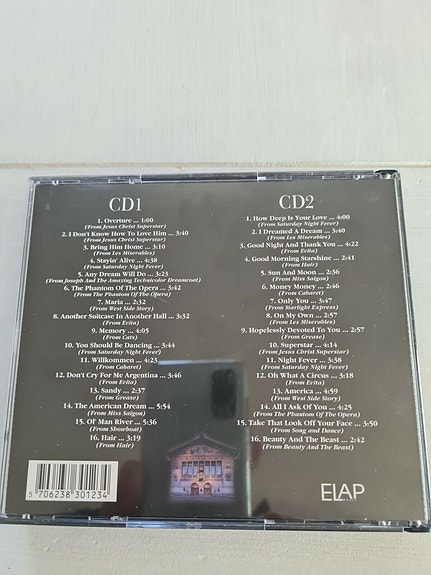 CD1
1. Overture ... 1:00
(From Jesus Christ Superstar)
2. I Don't Know How To Love Him ... 3:40
(From Jesus Christ Superstar)
3. Bring Him Home ... 3:10
(From Les Miserables)
4. Stayin' Alive ... 4:38
(From Saturday Night Fever)
5. Any Dream Will Do ... 3:23
(From Joseph And The Amazing Technicolor Dreamcoat)
6. The Phantom Of The Opera ... 3:42
(From The Phantom Of The Opera)
7. Maria ... 2:32
(From West Side Story)
8. Another Suitcase In Another Hall ... 3:32
(From Evita)
9. Memory ... 4:05
(From Cats)
10. You Should Be Dancing ... 3:44
(From Saturday Night Fever)
11. Willkommen ... 4:23
(From Cabaret)
12. Don't Cry For Me Argentina ... 3:46
(From Evita)
13. Sandy ... 2:37
(From Grease)
14. The American Dream ... 5:54
(From Miss Saigon)
15. Ol' Man River ... 5:36
(From Showboat)
16. Hair ... 3:19
(From Hair)
CD2
1. How Deep Is Your Love ... 4:00
(From Saturday Night Fever)
2. I Dreamed A Dream ... 3:40
(From Les Miserables)
3. Good Night And Thank You ... 4:22
(From Evita)
4. Good Morning Starshine ... 2:41
(From Hair)
5. Sun And Moon ... 2:36
(From Miss Saigon)
6. Money Money ... 2:46
(From Cabaret)
7. Only You ... 3:47
(From Starlight Express)
8. On My Own ... 2:57
(From Les Miserables)
9. Hopelessly Devoted To You ... 2:57
(From Grease)
10. Superstar ... 4:14
(From Jesus Christ Superstar)
11. Night Fever ... 3:38
(From Saturday Night Fever)
12. Oh What A Circus ... 3:18
(From Evita)
13. America ... 4:59
(From West Side Story)
14. All I Ask Of You ... 4:25
(From The Phantom Of The Opera)
15. Take That Look Off Your Face ... 3:50
(From Song and Dance)
16. Beauty And The Beast ... 2:42
(From Beauty And The Beast)
5 706238 301234
ELAP